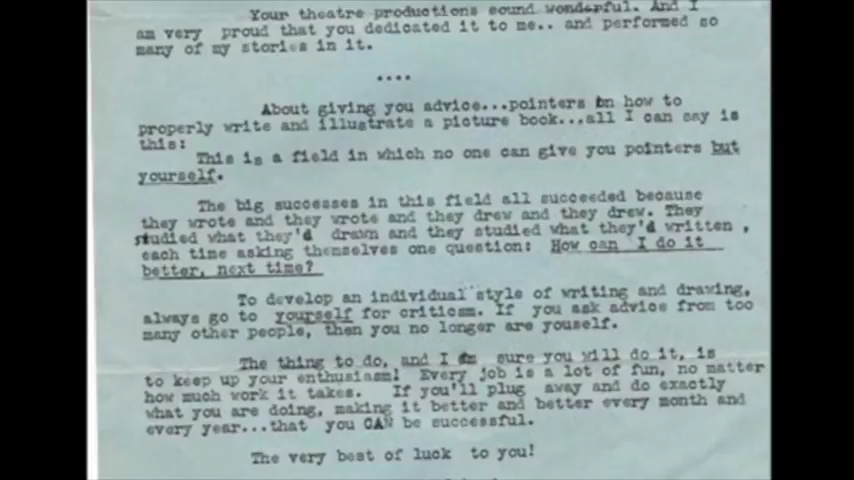 Your theatre productions sound wonderful. And I
am very proud that you dedicated it to me.. and performed so
many of my stories in it.
....
About giving you advice...pointers on how to
properly write and illustrate a picture book...all I can say is
this:
This is a field in which no one can give you pointers but
yourself.
The big successes in this field all succeeded because
they wrote and they wrote and they drew and they drew. They
studied what they'd drawn and they studied what they'd written,
each time asking themselves one question: How can I do it
better, next time?
To develop an individual style of writing and drawing,
always go to yourself for criticism. If you ask advice from too
many other people, then you no longer are youself.
The thing to do, and I am sure you will do it, is
to keep up your enthusiasm! Every job is a lot of fun, no matter
how much work it takes. If you'll plug away and do exactly
what you are doing, making it better and better every month and
every year...that you CAN be successful.
The very best of luck to you!